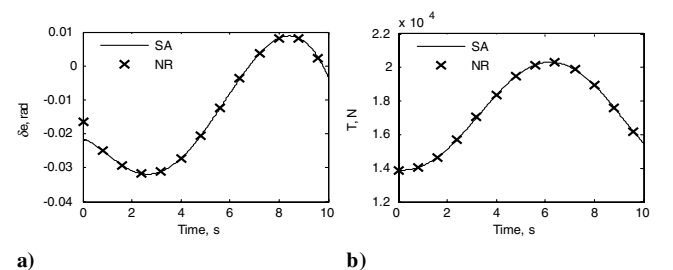 0.01
0
-0.01
-0.02
-0.03
-0.04
0 2 4 6 8 10
δe, rad
Time, s
SA
NR
a)
x 10⁴
2.2
2
1.8
1.6
1.4
1.2
0 2 4 6 8 10
T, N
Time, s
SA
NR
b)